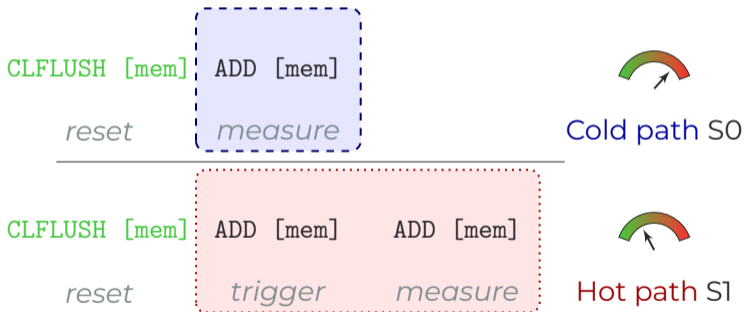 CLFLUSH [mem] ADD [mem]
reset measure Cold path S0
CLFLUSH [mem] ADD [mem] ADD [mem]
reset trigger measure Hot path S1